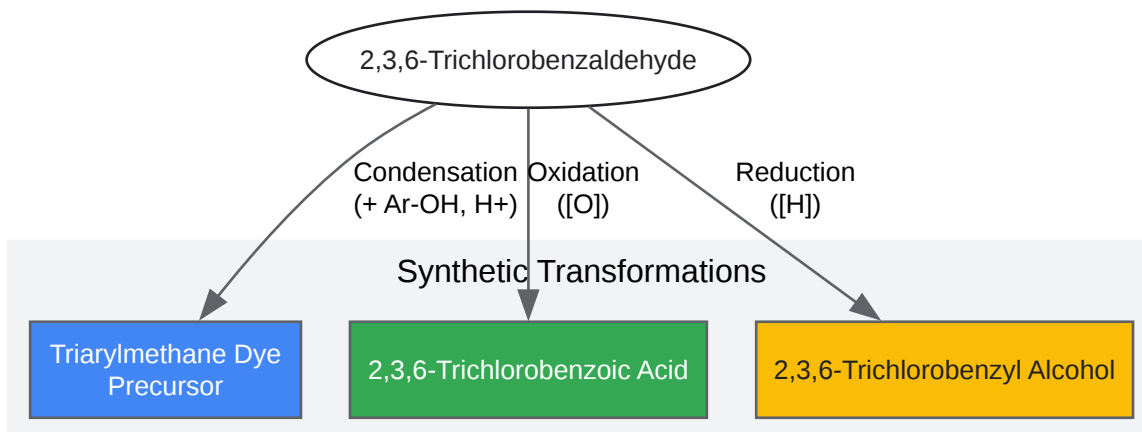 2,3,6-Trichlorobenzaldehyde
Condensation
(+ Ar-OH, H+)
Oxidation
([O])
Reduction
([H])
Synthetic Transformations
Triarylmethane Dye
Precursor
2,3,6-Trichlorobenzoic Acid
2,3,6-Trichlorobenzyl Alcohol